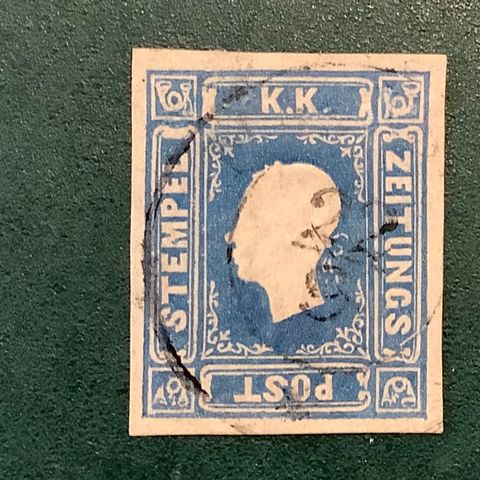 K.K.
ZEITUNGS
POST
STEMPEL